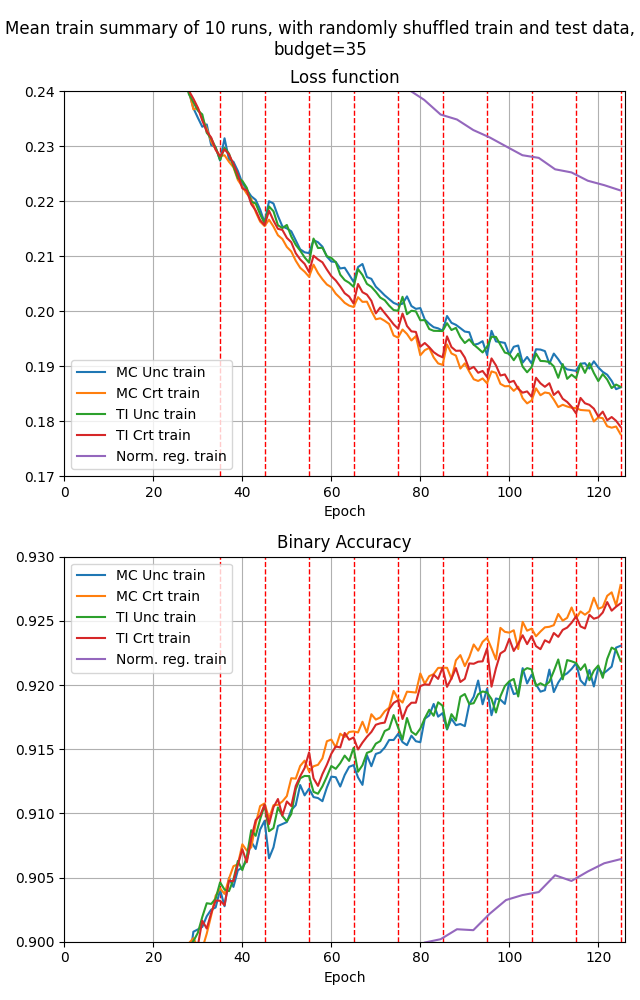 Mean train summary of 10 runs, with randomly shuffled train and test data,
budget=35
Loss function
0.24
0.23
0.22
0.21
0.20
0.19
0.18
0.17
MC Unc train
MC Crt train
TI Unc train
TI Crt train
Norm. reg. train
0 20 40 60 80 100 120
Epoch
Binary Accuracy
0.930
0.925
0.920
0.915
0.910
0.905
0.900
MC Unc train
MC Crt train
TI Unc train
TI Crt train
Norm. reg. train
0 20 40 60 80 100 120
Epoch